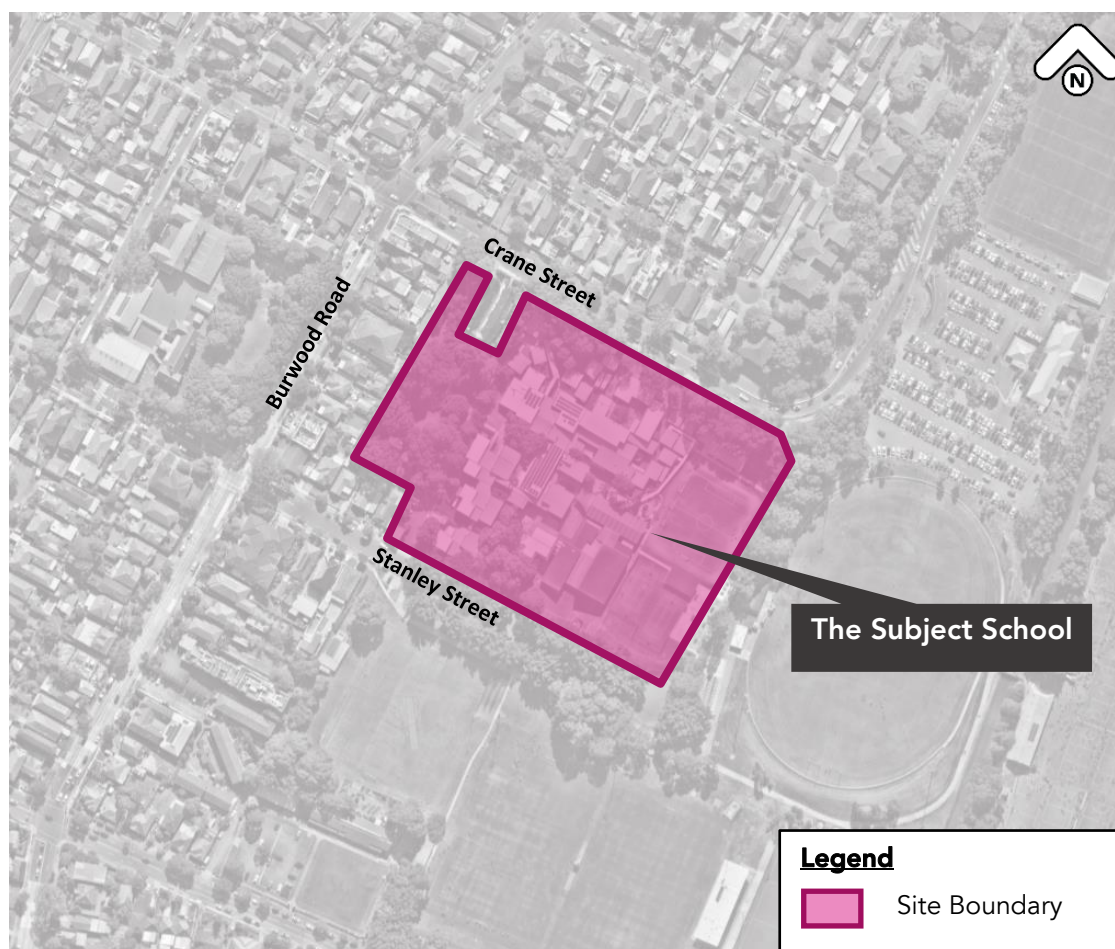 N
Crane Street
Burwood Road
Stanley Street
The Subject School
Legend
Site Boundary